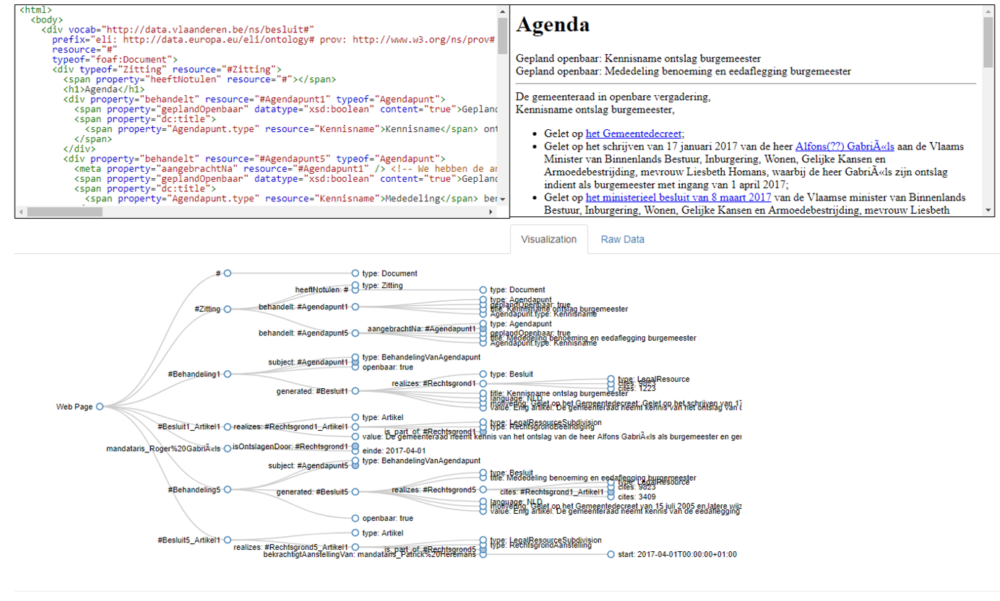 <html>
<body>
<div vocab="http://data.vlaanderen.be/ns/besluit#"
prefix="eli: http://data.europa.eu/eli/ontology# prov: http://www.w3.org/ns/prov#
resource="#"
typeof="foaf:Document">
<div typeof="Zitting" resource="#Zitting">
<span property="heeftNotulen" resource="#"></span>
<h1>Agenda</h1>
<div property="behandelt" resource="#Agendapunt1" typeof="Agendapunt">
<span property="geplandOpenbaar" datatype="xsd:boolean" content="true">Gepland
<span property="dc:title">
<span property="Agendapunt.type" resource="Kennisname">Kennisname</span> ont
</span>
</div>
<div property="behandelt" resource="#Agendapunt5" typeof="Agendapunt">
<meta property="aangebrachtNa" resource="#Agendapunt1" /> <!-- We hebben de an
<span property="geplandOpenbaar" datatype="xsd:boolean" content="true">Gepland
<span property="dc:title">
<span property="Agendapunt.type" resource="Kennisname">Mededeling</span> ben
Agenda
Gepland openbaar: Kennisname ontslag burgemeester
Gepland openbaar: Mededeling benoeming en eedaflegging burgemeester
De gemeenteraad in openbare vergadering,
Kennisname ontslag burgemeester,
• Gelet op het Gemeentedecreet;
• Gelet op het schrijven van 17 januari 2017 van de heer Alfons(??) GabriÃ«ls aan de Vlaams
Minister van Binnenlands Bestuur, Inburgering, Wonen, Gelijke Kansen en
Armoedebestrijding, mevrouw Liesbeth Homans, waarbij de heer GabriÃ«ls zijn ontslag
indient als burgemeester met ingang van 1 april 2017;
• Gelet op het ministerieel besluit van 8 maart 2017 van de Vlaamse minister van Binnenlands
Bestuur, Inburgering, Wonen, Gelijke Kansen en Armoedebestrijding, mevrouw Liesbeth
Visualization
Raw Data
#
type: Document
type: Zitting
heeftNotulen: #
type: Document
#Zitting
behandelt: #Agendapunt1
type: Agendapunt
geplandOpenbaar: true
title: Kennisname ontslag burgemeester
Agendapunt.type: Kennisname
behandelt: #Agendapunt5
type: Agendapunt
aangebrachtNa: #Agendapunt1
geplandOpenbaar: true
title: Mededeling benoeming en eedaflegging burgemeester
Agendapunt.type: Kennisname
#Behandeling1
type: BehandelingVanAgendapunt
subject: #Agendapunt1
openbaar: true
generated: #Besluit1
type: Besluit
realizes: #Rechtsgrond1
type: LegalResource
cites: 9823
cites: 1223
title: Kennisname ontslag burgemeester
language: NLD
motivering: Gelet op het Gemeentedecreet; Gelet op het schrijven van 17
value: Enig artikel. De gemeenteraad neemt kennis van het ontslag van
Web Page
#Besluit1_Artikel1
type: Artikel
realizes: #Rechtsgrond1_Artikel1
type: LegalResourceSubdivision
type: RechtsgrondBeeindiging
is_part_of: #Rechtsgrond1
value: De gemeenteraad neemt kennis van het ontslag van de heer Alfons GabriÃ«ls als burgemeester en ger
mandataris_Roger%20GabriÃ«ls
isOntslagenDoor: #Rechtsgrond1
einde: 2017-04-01
#Behandeling5
type: BehandelingVanAgendapunt
subject: #Agendapunt5
generated: #Besluit5
type: Besluit
title: Mededeling benoeming en eedaflegging burgemeester
realizes: #Rechtsgrond5
type: LegalResource
cites: 9823
cites: #Rechtsgrond1_Artikel1
cites: 3409
language: NLD
motivering: Gelet op het Gemeentedecreet van 15 juli 2005 en latere wijz
value: Enig artikel. De gemeenteraad neemt kennis van de eedaflegging
openbaar: true
#Besluit5_Artikel1
type: Artikel
realizes: #Rechtsgrond5_Artikel1
type: LegalResourceSubdivision
type: RechtsgrondAanstelling
is_part_of: #Rechtsgrond5
bekrachtigtAanstellingVan: mandataris_Patrick%20Heremans
start: 2017-04-01T00:00:00+01:00